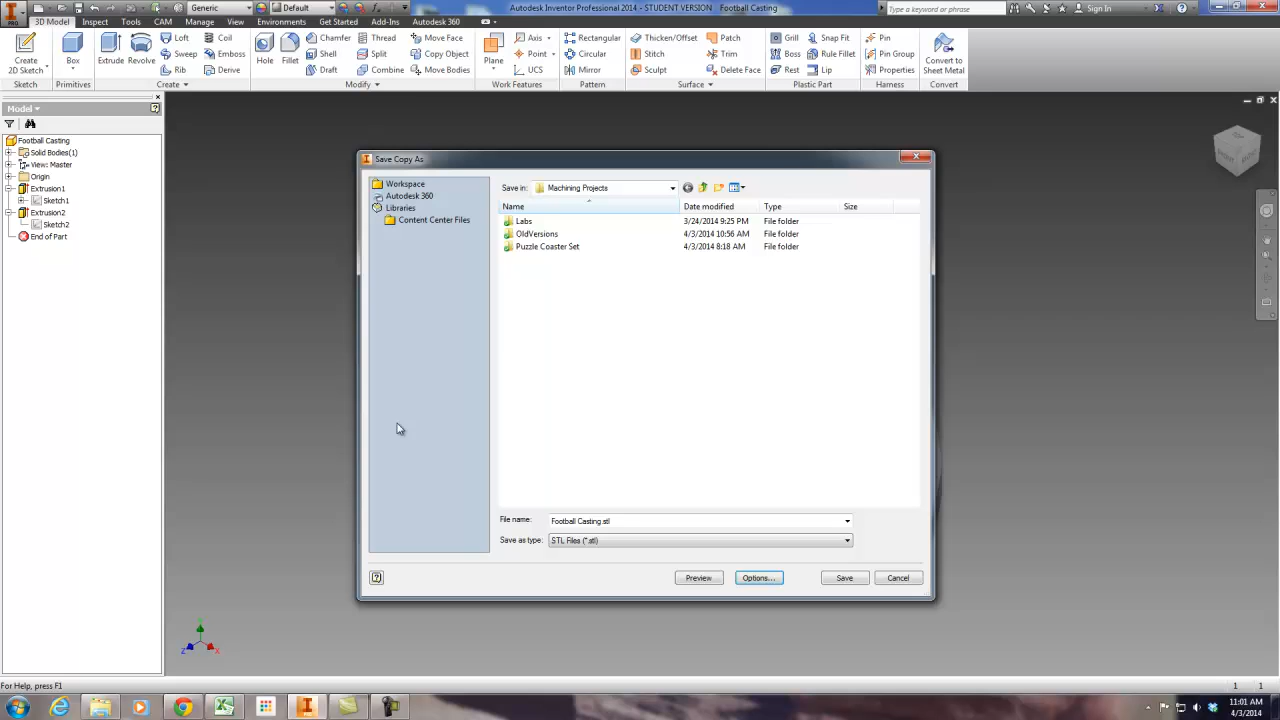 Generic Default Autodesk Inventor Professional 2014 - STUDENT VERSION Football Casting Type a keyword or phrase Sign In
PRO 3D Model Inspect Tools CAM Manage View Environments Get Started Add-Ins Autodesk 360
Create 2D Sketch Box Extrude Revolve Loft Coil Hole Fillet Chamfer Thread Move Face Plane Axis Rectangular Thicken/Offset Patch Grill Snap Fit Pin Convert to Sheet Metal
Sweep Emboss Shell Split Copy Object Point Circular Stitch Trim Boss Rule Fillet Pin Group
Rib Derive Draft Combine Move Bodies UCS Mirror Sculpt Delete Face Rest Lip Properties
Sketch Primitives Create Modify Work Features Pattern Surface Plastic Part Harness Convert
Model
Football Casting
Solid Bodies(1)
View: Master
Origin
Extrusion1
Sketch1
Extrusion2
Sketch2
End of Part
Save Copy As
Workspace
Autodesk 360
Libraries
Content Center Files
Save in: Machining Projects
Name Date modified Type Size
Labs 3/24/2014 9:25 PM File folder
OldVersions 4/3/2014 10:56 AM File folder
Puzzle Coaster Set 4/3/2014 8:18 AM File folder
File name: Football Casting.stl
Save as type: STL Files (*.stl)
Preview Options... Save Cancel
Z X
For Help, press F1 1 1
11:01 AM
4/3/2014